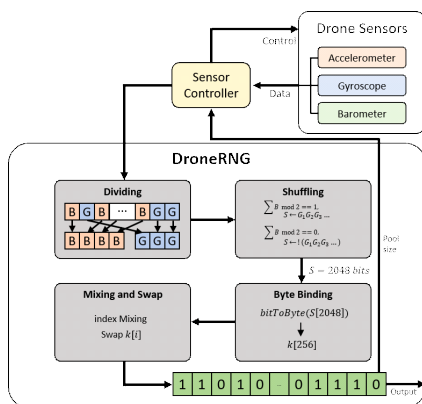 Drone Sensors
Control
Accelerometer
Sensor
Controller
Gyroscope
Data
Barometer
DroneRNG
Dividing
B G B ... B G G
B B B B G G G
Shuffling
∑ B mod 2 == 1,
S ← G₁G₂G₃ ...
∑ B mod 2 == 0,
S ← ! (G₁G₂G₃ ...)
Pool
size
S = 2048 bits
Mixing and Swap
index Mixing
Swap k[i]
Byte Binding
bitToByte(S[2048])
k[256]
1 1 0 1 0 ... 0 1 1 1 0
Output